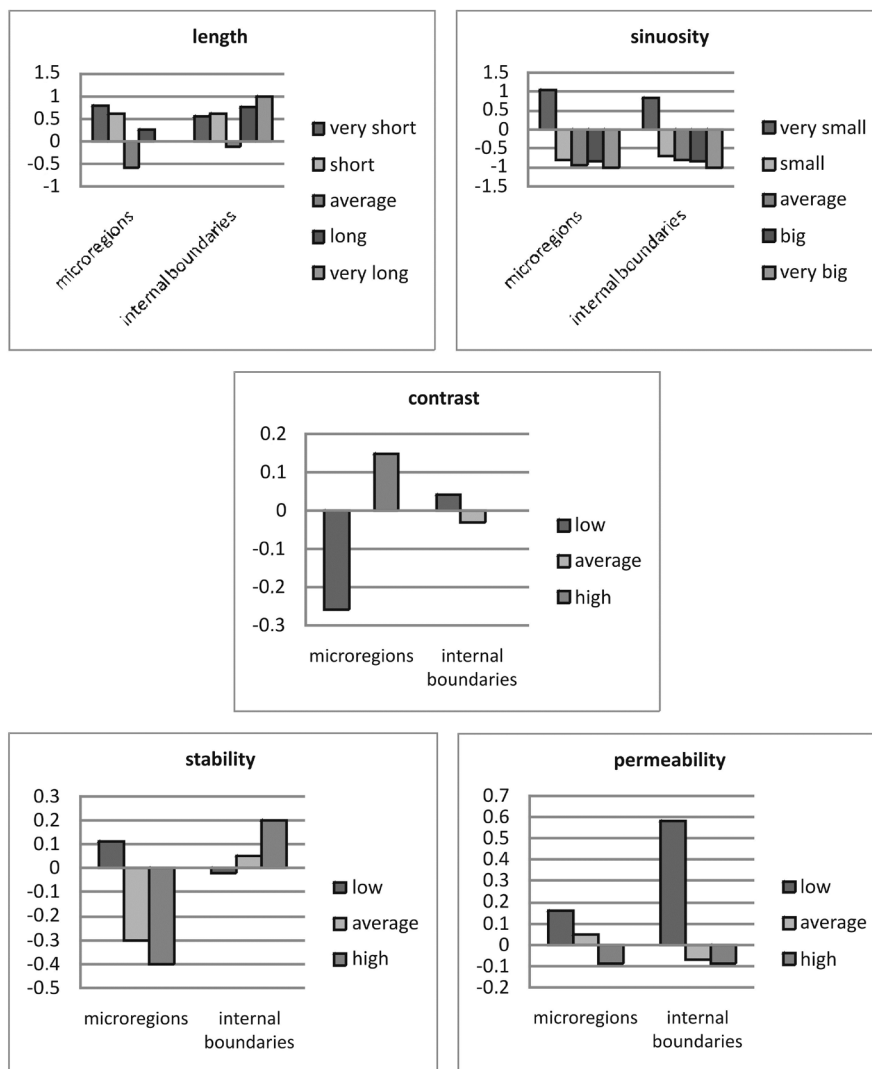 length
1.5
1
0.5
0
-0.5
-1
microregions
internal boundaries
very short
short
average
long
very long
sinuosity
1.5
1
0.5
0
-0.5
-1
-1.5
microregions
internal boundaries
very small
small
average
big
very big
contrast
0.2
0.1
0
-0.1
-0.2
-0.3
microregions
internal
boundaries
low
average
high
stability
0.3
0.2
0.1
0
-0.1
-0.2
-0.3
-0.4
-0.5
microregions
internal
boundaries
low
average
high
permeability
0.7
0.6
0.5
0.4
0.3
0.2
0.1
0
-0.1
-0.2
microregions
internal
boundaries
low
average
high